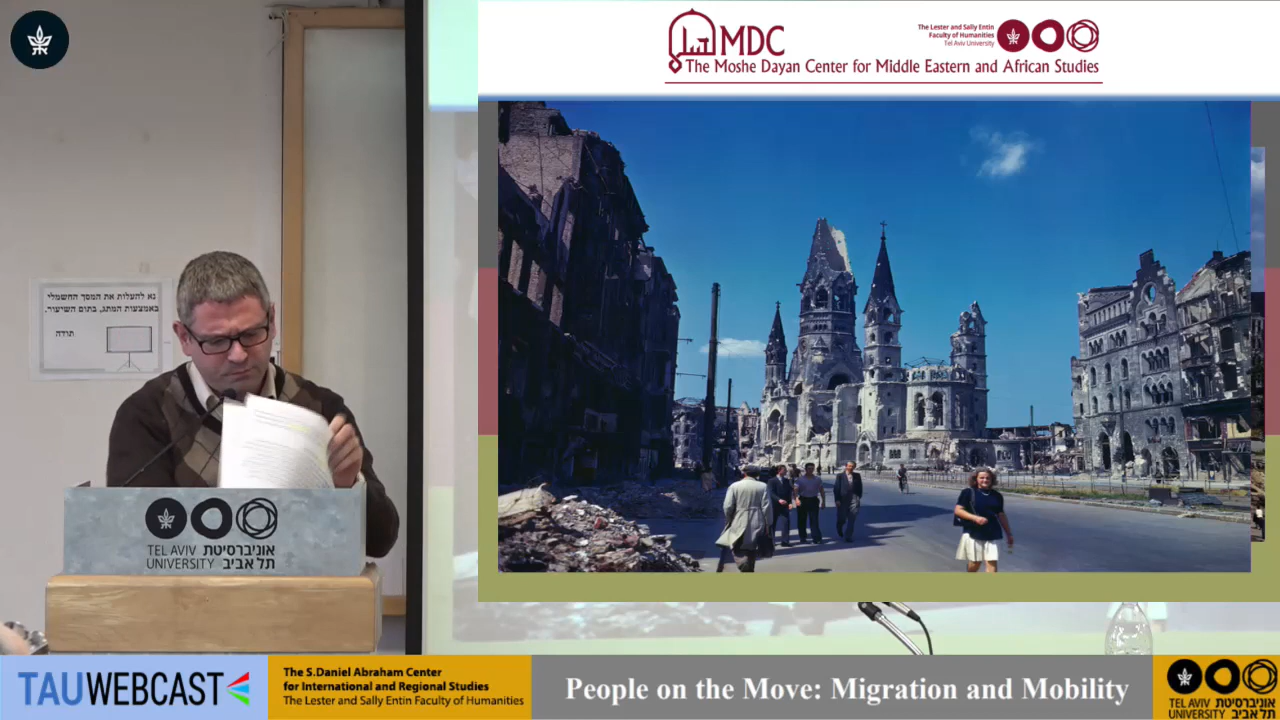 MDC
The Moshe Dayan Center for Middle Eastern and African Studies
The Lester and Sally Entin
Faculty of Humanities
Tel Aviv University
נא להעלות את המסך החשמלי
באמצעות המתג, בתום השיעור.
תודה
TEL AVIV אוניברסיטת
UNIVERSITY תל אביב
TAUWEBCAST
The S.Daniel Abraham Center
for International and Regional Studies
The Lester and Sally Entin Faculty of Humanities
People on the Move: Migration and Mobility
TEL AVIV אוניברסיטת
UNIVERSITY תל אביב